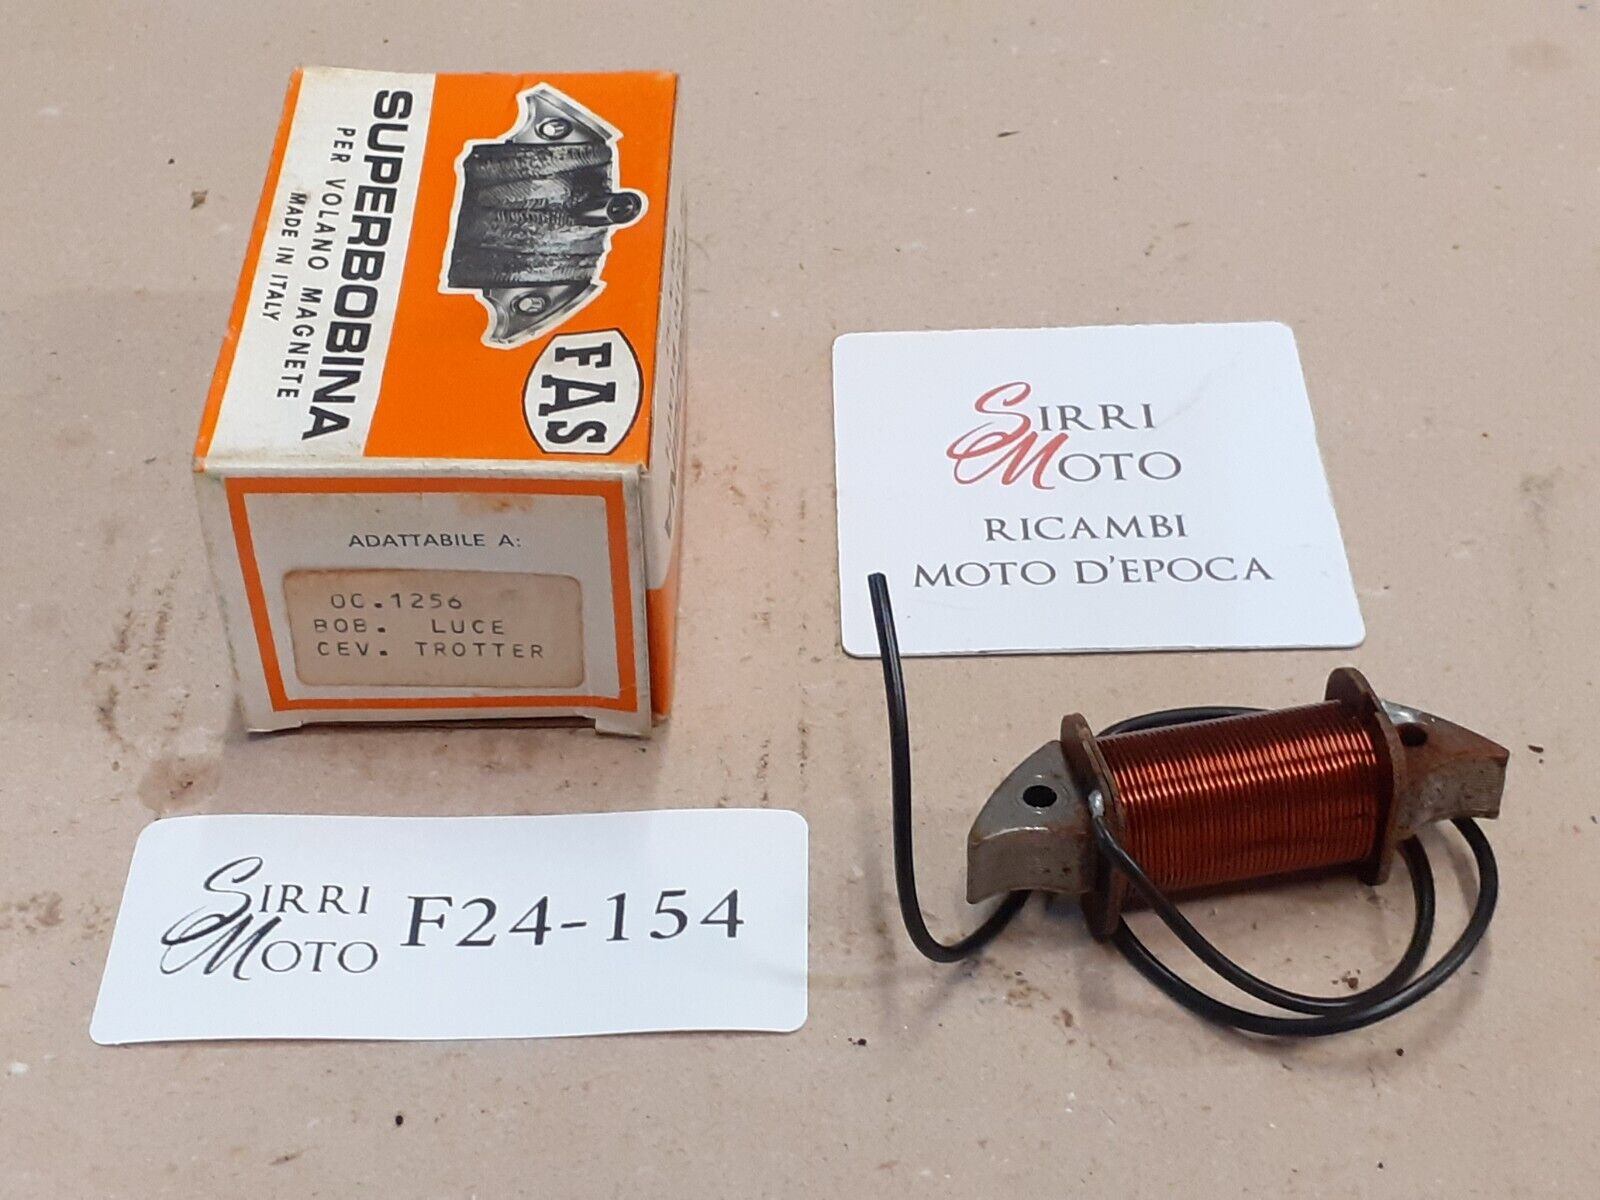 SUPERBOBINA
PER VOLANO MAGNETE
MADE IN ITALY
FAS
ADATTABILE A:
OC.1256
BOB. LUCE
CEV. TROTTER
SIRRI
MOTO
RICAMBI
MOTO D'EPOCA
SIRRI
MOTO
F24-154